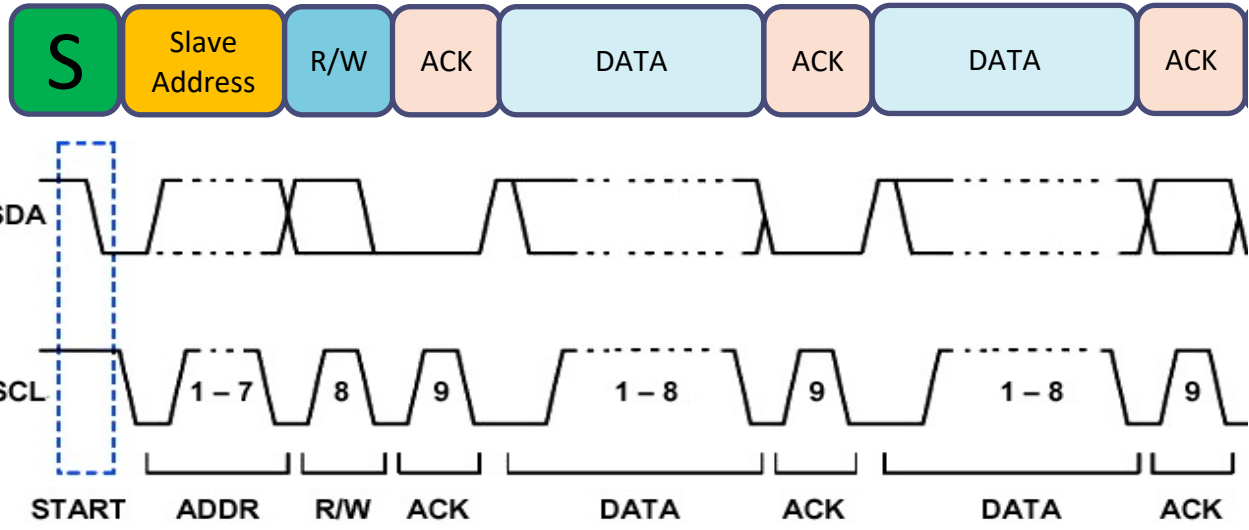 S
Slave
Address
R/W
ACK
DATA
ACK
DATA
ACK
SDA
SCL
1 – 7
8
9
1 – 8
9
1 – 8
9
START
ADDR
R/W
ACK
DATA
ACK
DATA
ACK